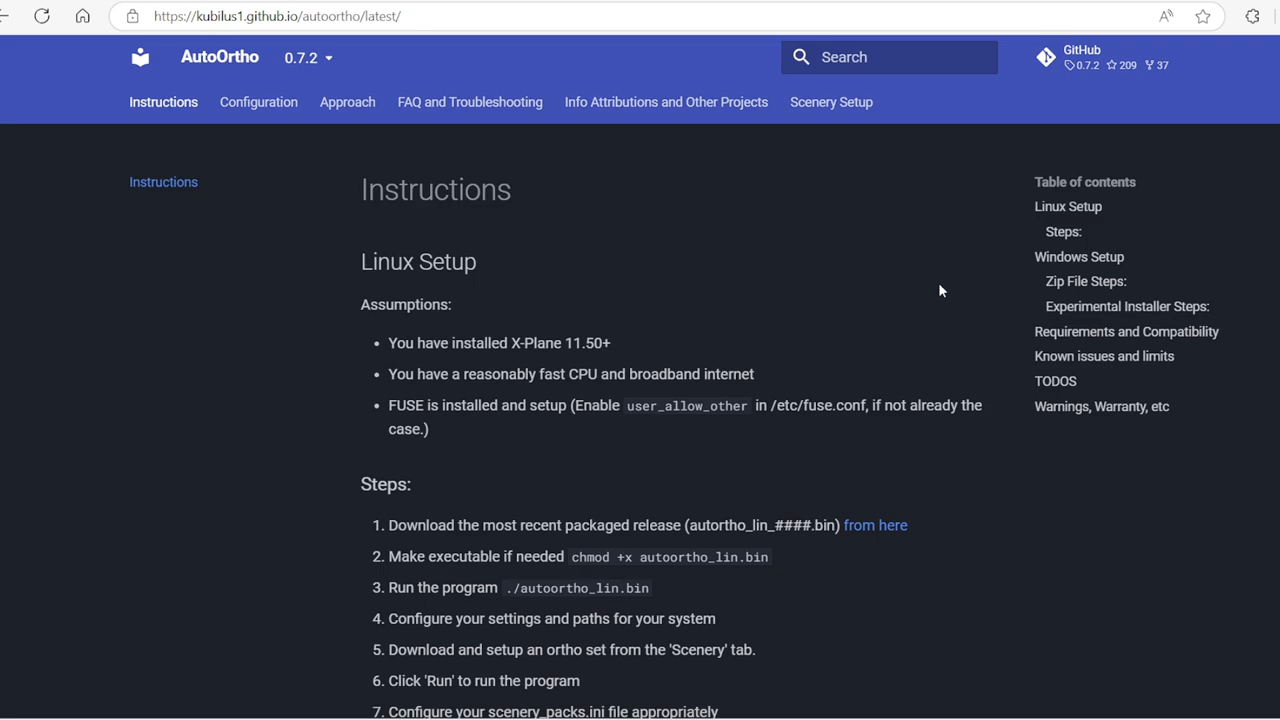 https://kubilus1.github.io/autoortho/latest/
AutoOrtho 0.7.2
Search
GitHub
0.7.2 209 37
Instructions Configuration Approach FAQ and Troubleshooting Info Attributions and Other Projects Scenery Setup
Instructions
Instructions
Linux Setup
Assumptions:
• You have installed X-Plane 11.50+
• You have a reasonably fast CPU and broadband internet
• FUSE is installed and setup (Enable user_allow_other in /etc/fuse.conf, if not already the
case.)
Steps:
1. Download the most recent packaged release (autortho_lin_####.bin) from here
2. Make executable if needed chmod +x autoortho_lin.bin
3. Run the program ./autoortho_lin.bin
4. Configure your settings and paths for your system
5. Download and setup an ortho set from the 'Scenery' tab.
6. Click 'Run' to run the program
7. Configure your scenery_packs.ini file appropriately
Table of contents
Linux Setup
Steps:
Windows Setup
Zip File Steps:
Experimental Installer Steps:
Requirements and Compatibility
Known issues and limits
TODOS
Warnings, Warranty, etc